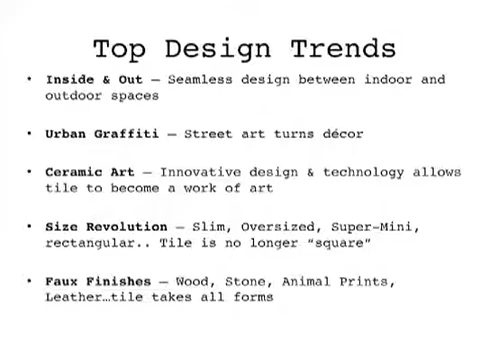 Top Design Trends
• Inside & Out – Seamless design between indoor and
outdoor spaces
• Urban Graffiti – Street art turns décor
• Ceramic Art – Innovative design & technology allows
tile to become a work of art
• Size Revolution – Slim, Oversized, Super-Mini,
rectangular.. Tile is no longer “square”
• Faux Finishes – Wood, Stone, Animal Prints,
Leather…tile takes all forms